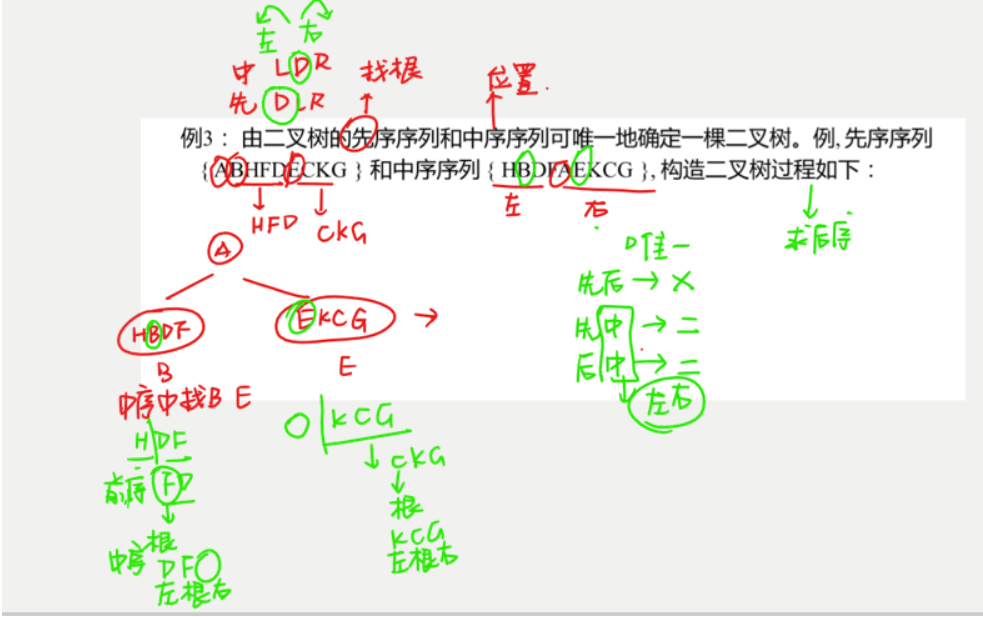 左 右
中 LDR 找根 位置.
先 DLR
例3：由二叉树的先序序列和中序序列可唯一地确定一棵二叉树。例, 先序序列
{ ABHFDECKG } 和中序序列 { HBDFAEKCG }, 构造二叉树过程如下：
左 右
HFD CKG
求后序
A
唯一
先后 → ×
HBDF EKCG →
先中 → 二
B E
后中 → 二
左右
中序中找B E
HDF
KCG
CKG
前序 FD
根
根
KCG
中序 DF
左根右
左根右